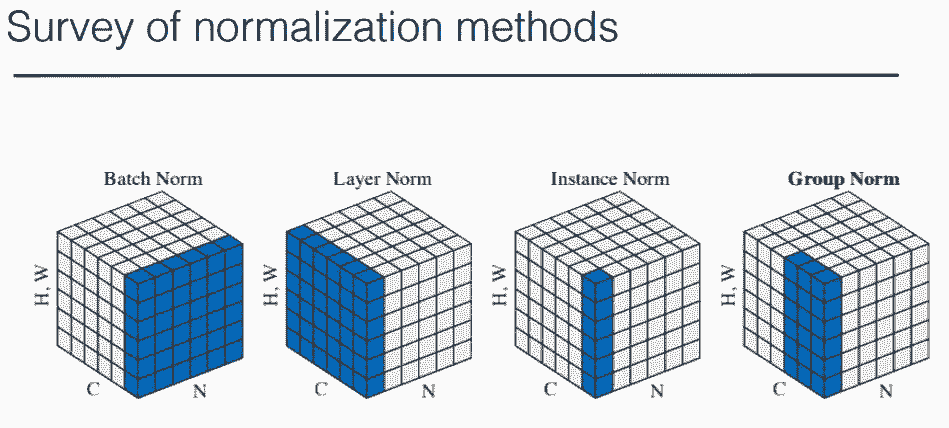 Survey of normalization methods
Batch Norm
Layer Norm
Instance Norm
Group Norm
H, W
C
N
H, W
C
N
H, W
C
N
H, W
C
N